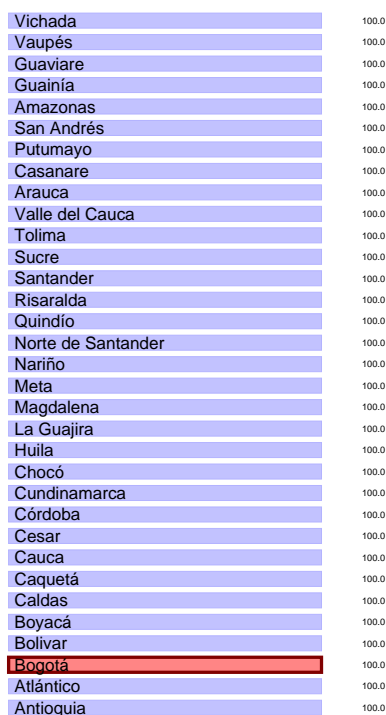 Vichada 100.0
Vaupés 100.0
Guaviare 100.0
Guainía 100.0
Amazonas 100.0
San Andrés 100.0
Putumayo 100.0
Casanare 100.0
Arauca 100.0
Valle del Cauca 100.0
Tolima 100.0
Sucre 100.0
Santander 100.0
Risaralda 100.0
Quindío 100.0
Norte de Santander 100.0
Nariño 100.0
Meta 100.0
Magdalena 100.0
La Guajira 100.0
Huila 100.0
Chocó 100.0
Cundinamarca 100.0
Córdoba 100.0
Cesar 100.0
Cauca 100.0
Caquetá 100.0
Caldas 100.0
Boyacá 100.0
Bolivar 100.0
Bogotá 100.0
Atlántico 100.0
Antioquia 100.0